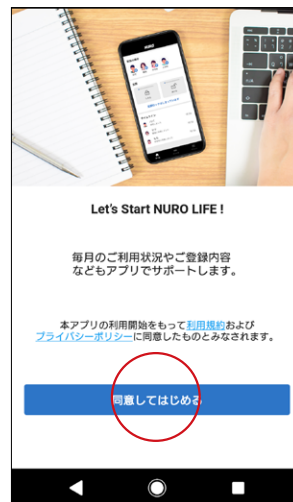 NURO
Let's Start NURO LIFE !
毎月のご利用状況やご登録内容
などもアプリでサポートします。
本アプリの利用開始をもって利用規約および
プライバシーポリシーに同意したものとみなされます。
同意してはじめる